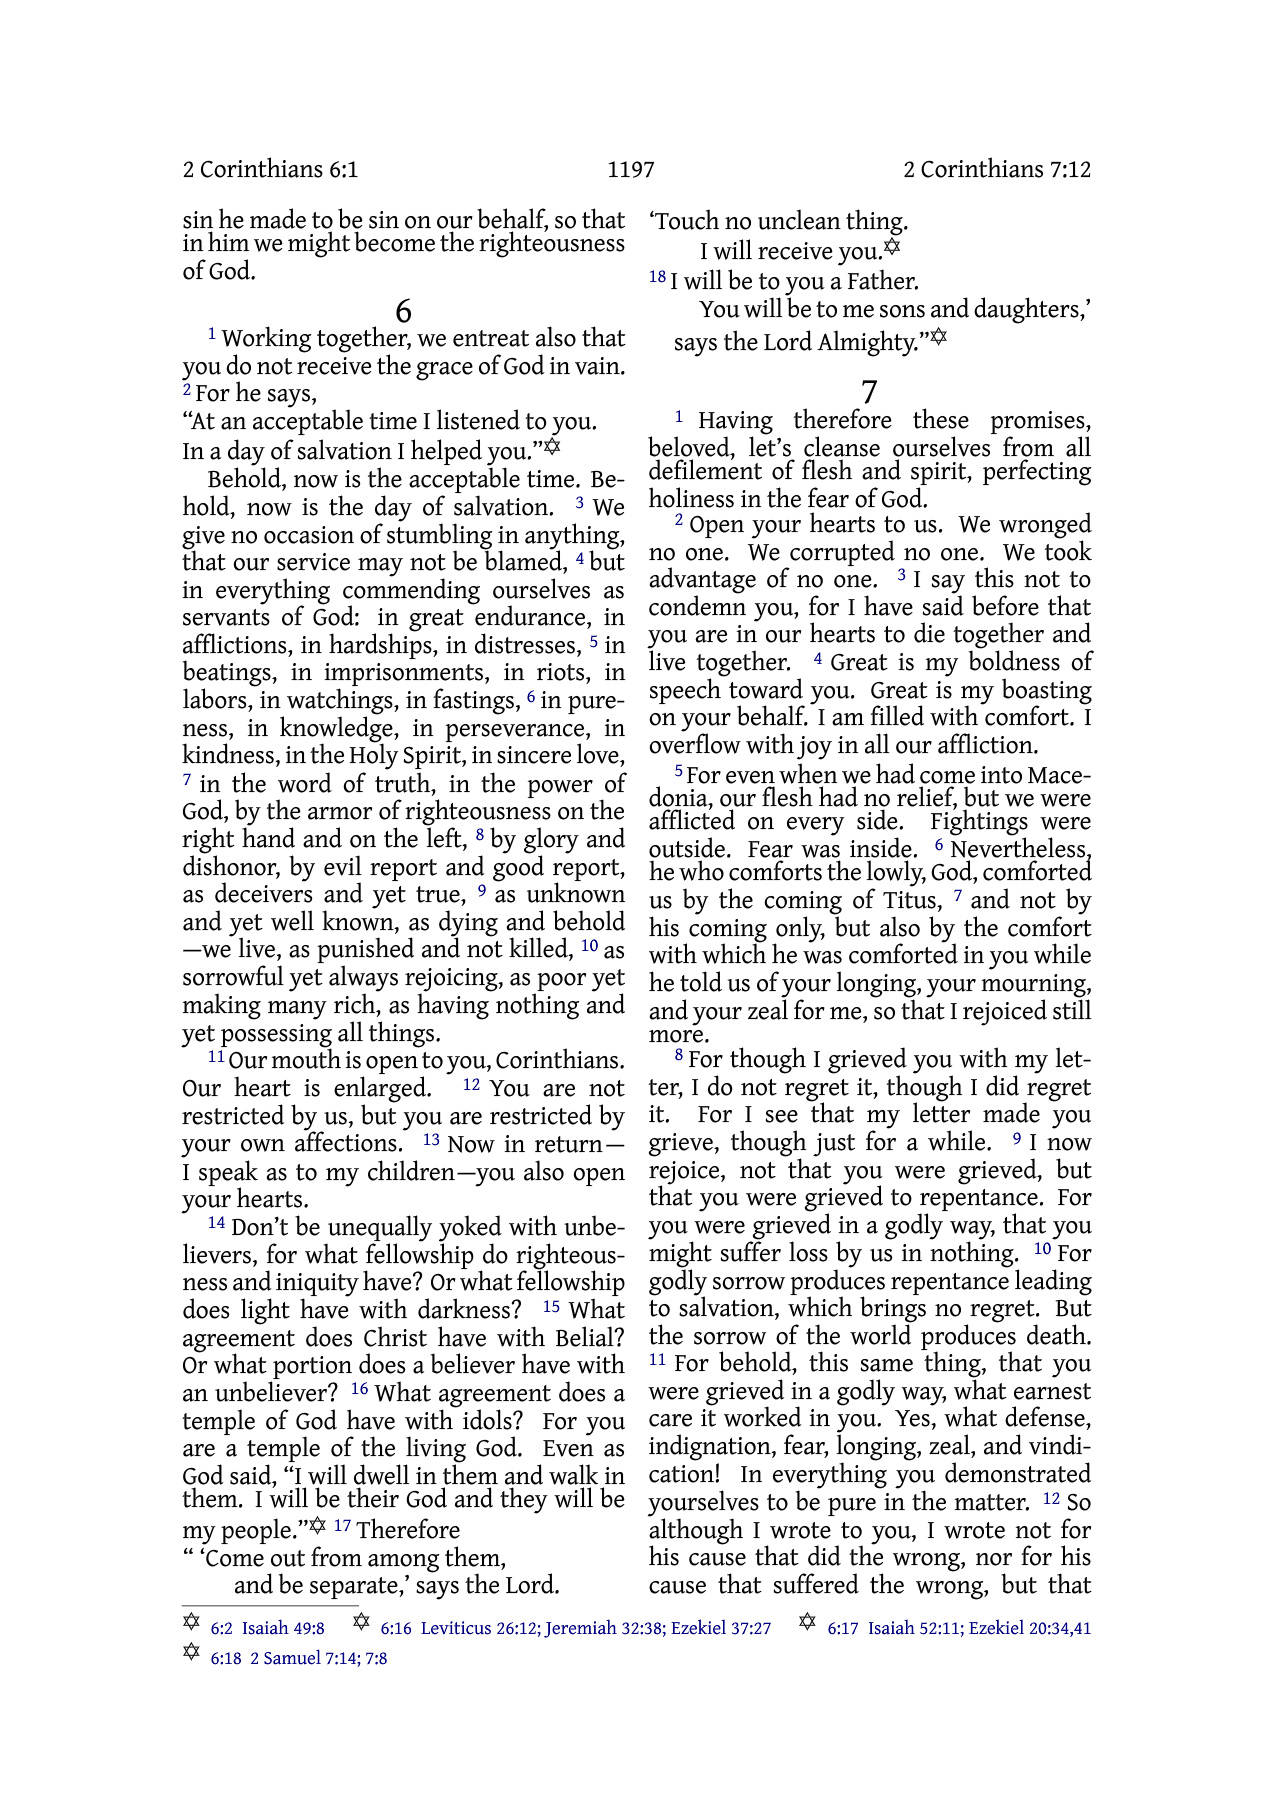 2 Corinthians 6:1 1197 2 Corinthians 7:12
sin he made to be sin on our behalf, so that
in him we might become the righteousness
of God.
6
1 Working together, we entreat also that
you do not receive the grace of God in vain.
2 For he says,
“At an acceptable time I listened to you.
In a day of salvation I helped you.”✡
Behold, now is the acceptable time. Be-
hold, now is the day of salvation. 3 We
give no occasion of stumbling in anything,
that our service may not be blamed, 4 but
in everything commending ourselves as
servants of God: in great endurance, in
afflictions, in hardships, in distresses, 5 in
beatings, in imprisonments, in riots, in
labors, in watchings, in fastings, 6 in pure-
ness, in knowledge, in perseverance, in
kindness, in the Holy Spirit, in sincere love,
7 in the word of truth, in the power of
God, by the armor of righteousness on the
right hand and on the left, 8 by glory and
dishonor, by evil report and good report,
as deceivers and yet true, 9 as unknown
and yet well known, as dying and behold
—we live, as punished and not killed, 10 as
sorrowful yet always rejoicing, as poor yet
making many rich, as having nothing and
yet possessing all things.
11 Our mouth is open to you, Corinthians.
Our heart is enlarged. 12 You are not
restricted by us, but you are restricted by
your own affections. 13 Now in return—
I speak as to my children—you also open
your hearts.
14 Don’t be unequally yoked with unbe-
lievers, for what fellowship do righteous-
ness and iniquity have? Or what fellowship
does light have with darkness? 15 What
agreement does Christ have with Belial?
Or what portion does a believer have with
an unbeliever? 16 What agreement does a
temple of God have with idols? For you
are a temple of the living God. Even as
God said, “I will dwell in them and walk in
them. I will be their God and they will be
my people.”✡ 17 Therefore
“ ‘Come out from among them,
and be separate,’ says the Lord.
‘Touch no unclean thing.
I will receive you.✡
18 I will be to you a Father.
You will be to me sons and daughters,’
says the Lord Almighty.”✡
7
1 Having therefore these promises,
beloved, let’s cleanse ourselves from all
defilement of flesh and spirit, perfecting
holiness in the fear of God.
2 Open your hearts to us. We wronged
no one. We corrupted no one. We took
advantage of no one. 3 I say this not to
condemn you, for I have said before that
you are in our hearts to die together and
live together. 4 Great is my boldness of
speech toward you. Great is my boasting
on your behalf. I am filled with comfort. I
overflow with joy in all our affliction.
5 For even when we had come into Mace-
donia, our flesh had no relief, but we were
afflicted on every side. Fightings were
outside. Fear was inside. 6 Nevertheless,
he who comforts the lowly, God, comforted
us by the coming of Titus, 7 and not by
his coming only, but also by the comfort
with which he was comforted in you while
he told us of your longing, your mourning,
and your zeal for me, so that I rejoiced still
more.
8 For though I grieved you with my let-
ter, I do not regret it, though I did regret
it. For I see that my letter made you
grieve, though just for a while. 9 I now
rejoice, not that you were grieved, but
that you were grieved to repentance. For
you were grieved in a godly way, that you
might suffer loss by us in nothing. 10 For
godly sorrow produces repentance leading
to salvation, which brings no regret. But
the sorrow of the world produces death.
11 For behold, this same thing, that you
were grieved in a godly way, what earnest
care it worked in you. Yes, what defense,
indignation, fear, longing, zeal, and vindi-
cation! In everything you demonstrated
yourselves to be pure in the matter. 12 So
although I wrote to you, I wrote not for
his cause that did the wrong, nor for his
cause that suffered the wrong, but that
✡ 6:2 Isaiah 49:8 ✡ 6:16 Leviticus 26:12; Jeremiah 32:38; Ezekiel 37:27 ✡ 6:17 Isaiah 52:11; Ezekiel 20:34,41
✡ 6:18 2 Samuel 7:14; 7:8